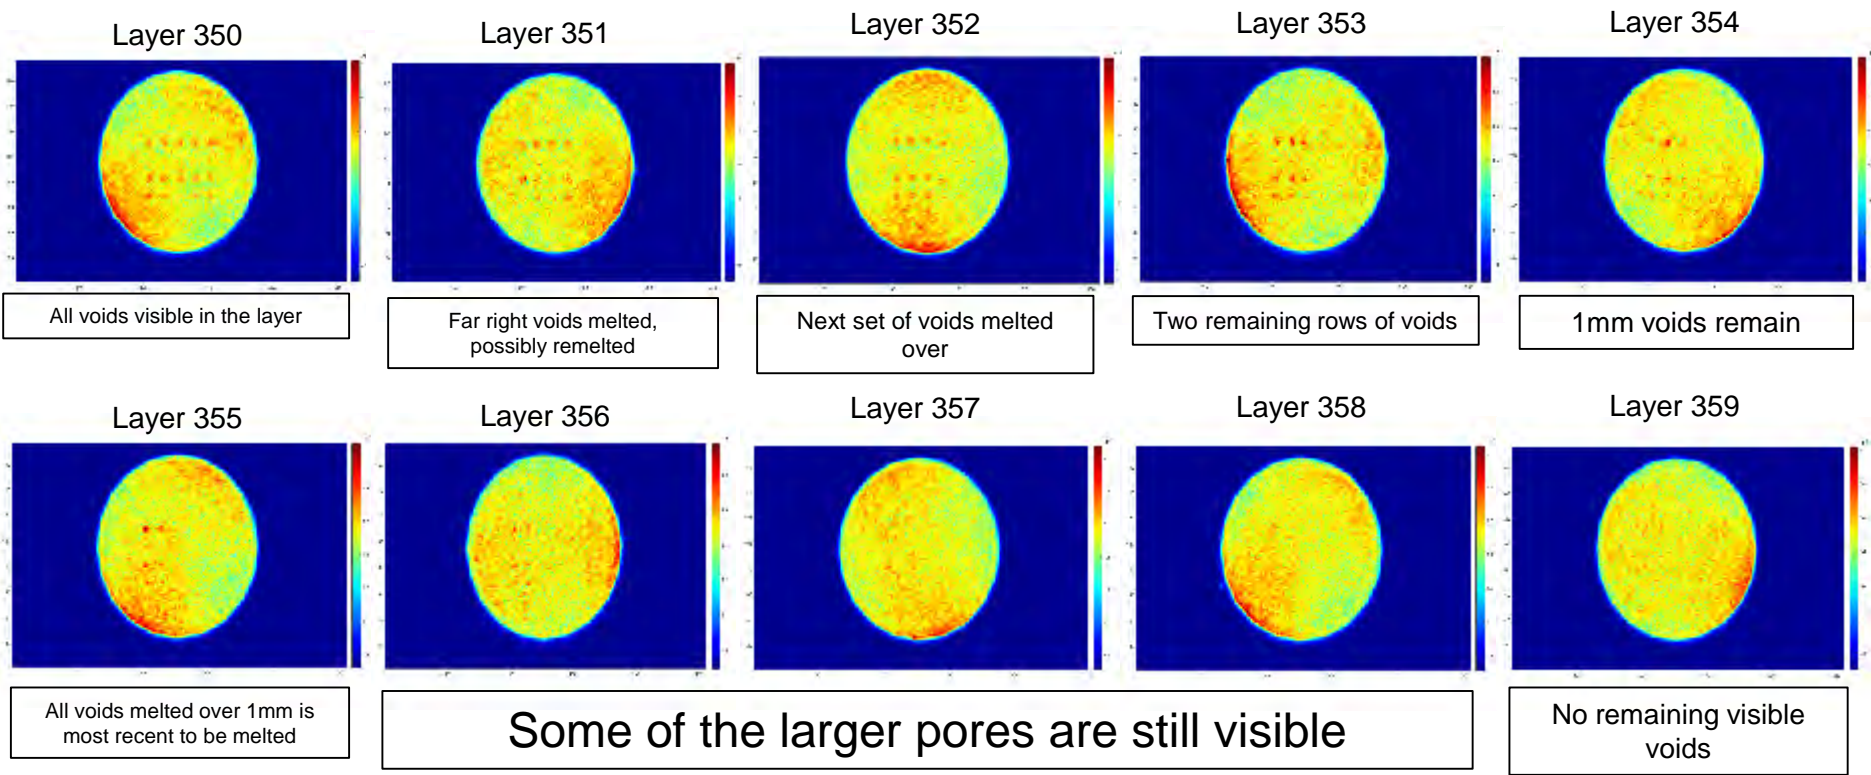 Layer 350
Layer 351
Layer 352
Layer 353
Layer 354
All voids visible in the layer
Far right voids melted,
possibly remelted
Next set of voids melted
over
Two remaining rows of voids
1mm voids remain
Layer 355
Layer 356
Layer 357
Layer 358
Layer 359
All voids melted over 1mm is
most recent to be melted
Some of the larger pores are still visible
No remaining visible
voids